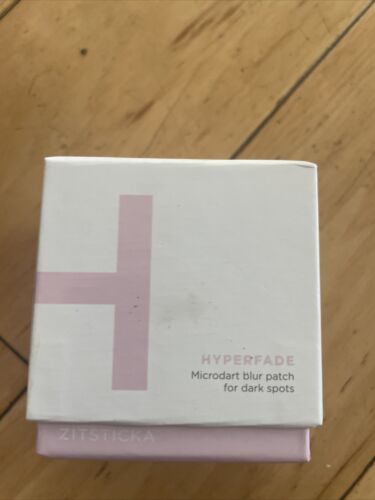 H
HYPERFADE
Microdart blur patch
for dark spots
ZITSTICKA